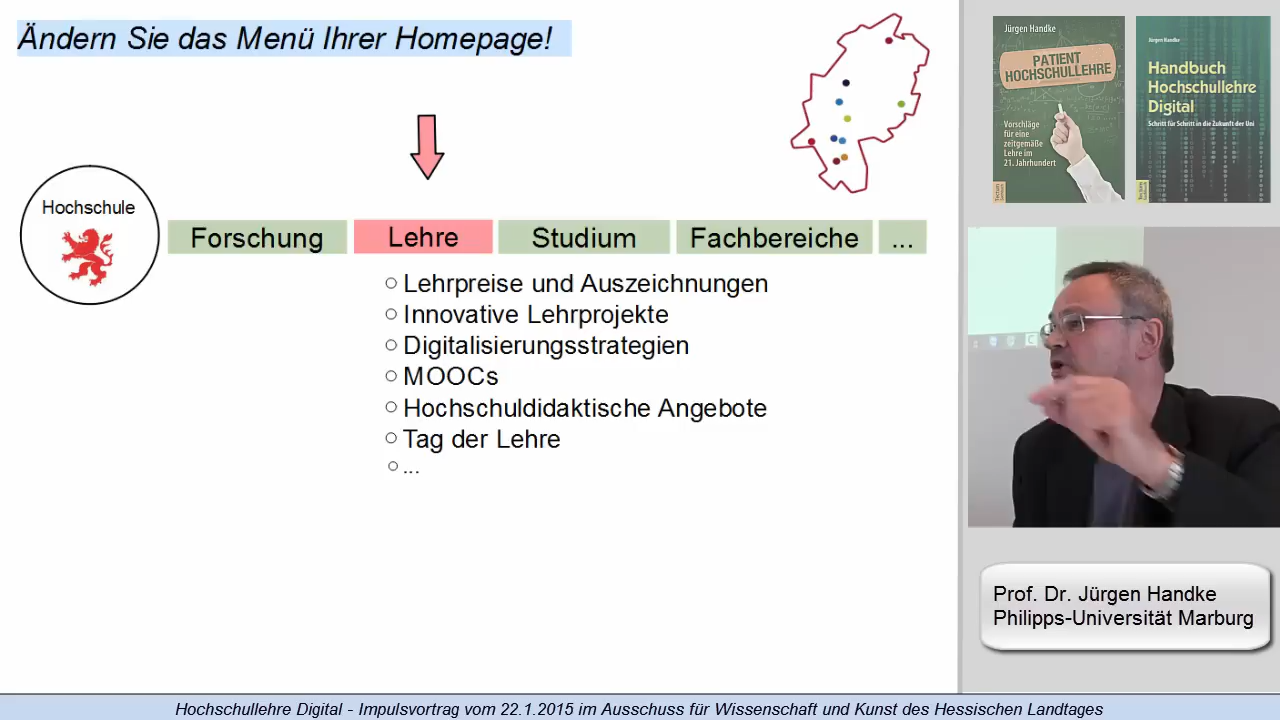 Ändern Sie das Menü Ihrer Homepage!
Hochschule
Forschung
Lehre
Studium
Fachbereiche
...
Lehrpreise und Auszeichnungen
Innovative Lehrprojekte
Digitalisierungsstrategien
MOOCs
Hochschuldidaktische Angebote
Tag der Lehre
...
Jürgen Handke
PATIENT
HOCHSCHULLEHRE
Vorschläge
für eine
zeitgemäße
Lehre im
21. Jahrhundert
Tectum
Jürgen Handke
Handbuch
Hochschullehre
Digital
Schritt für Schritt in die Zukunft der Uni
Prof. Dr. Jürgen Handke
Philipps-Universität Marburg
Hochschullehre Digital - Impulsvortrag vom 22.1.2015 im Ausschuss für Wissenschaft und Kunst des Hessischen Landtages